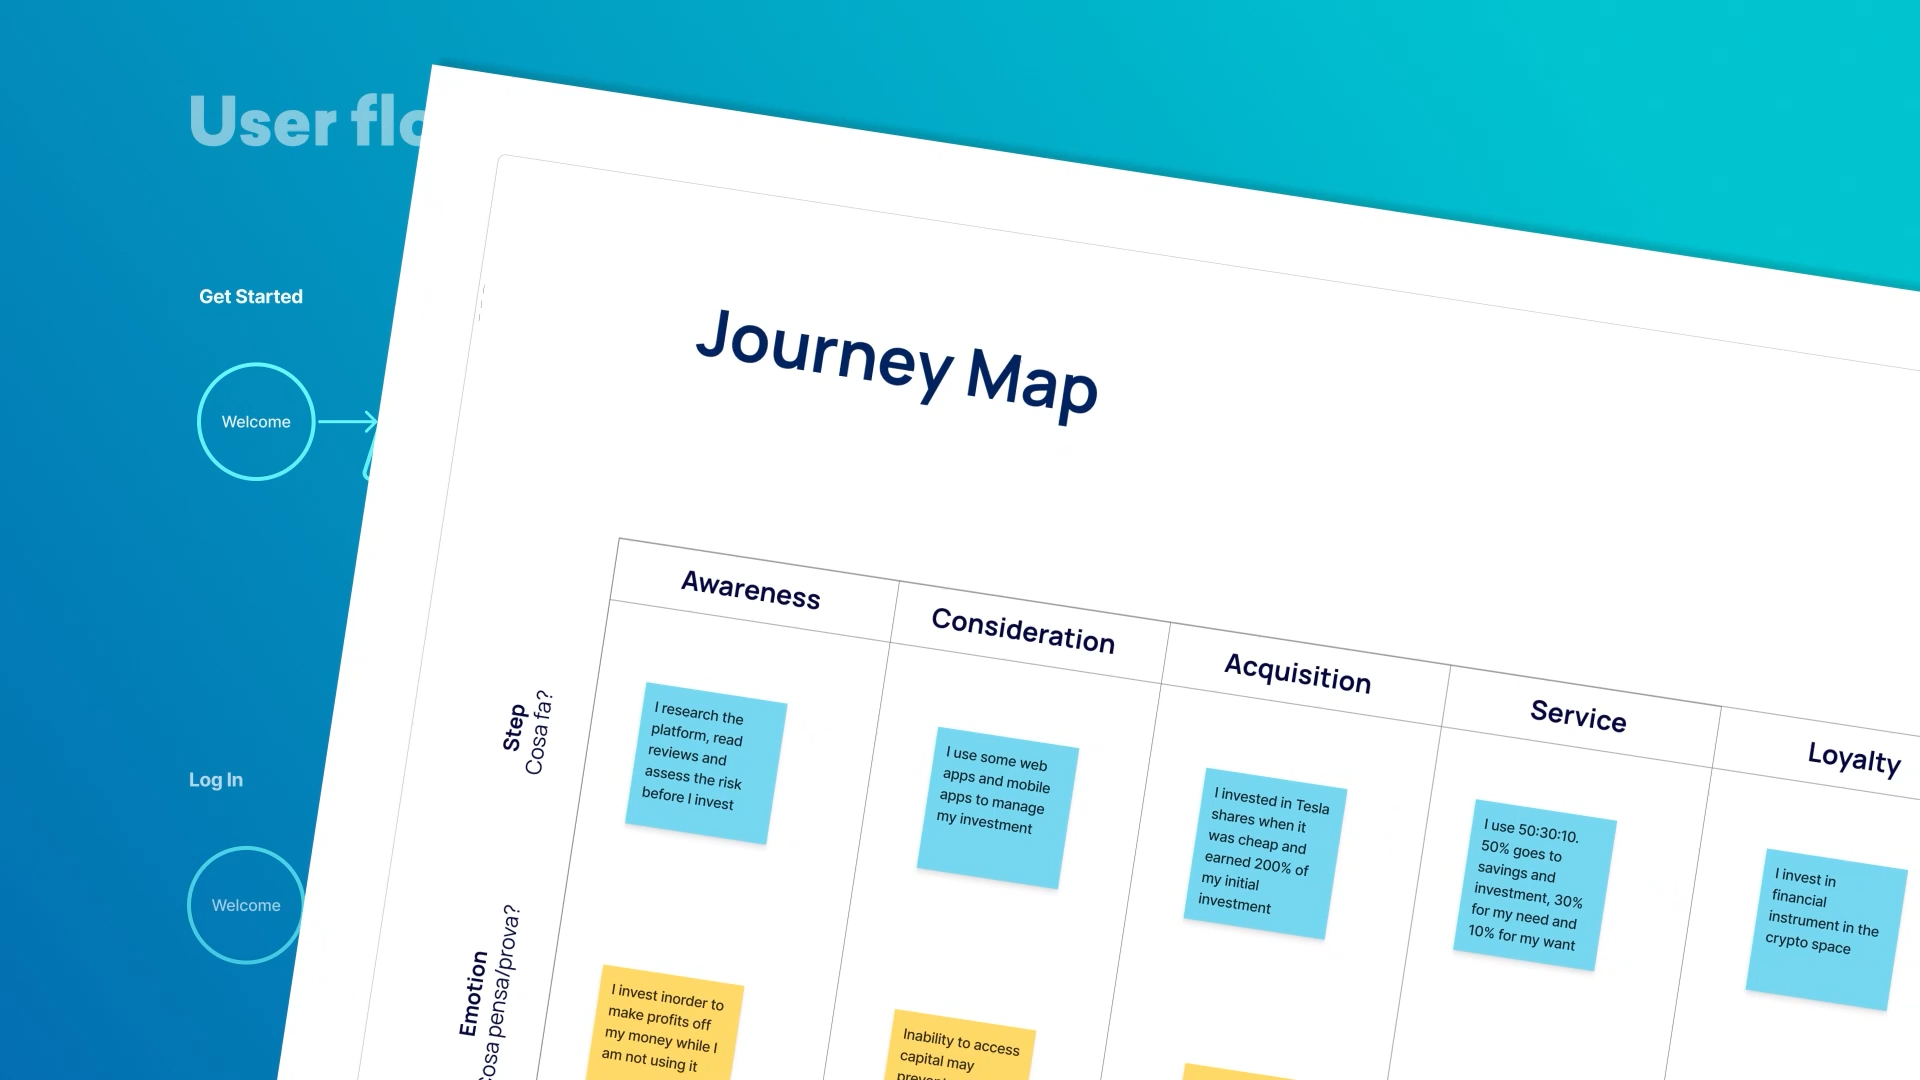 User flo
Get Started
Welcome
Log In
Welcome
Journey Map
Awareness
Consideration
Acquisition
Service
Loyalty
Step
Cosa fa?
I research the
platform, read
reviews and
assess the risk
before I invest
I use some web
apps and mobile
apps to manage
my investment
I invested in Tesla
shares when it
was cheap and
earned 200% of
my initial
investment
I use 50:30:10.
50% goes to
savings and
investment, 30%
for my need and
10% for my want
I invest in
financial
instrument in the
crypto space
Emotion
Cosa pensa/prova?
I invest inorder to
make profits off
my money while I
am not using it
Inability to access
capital may